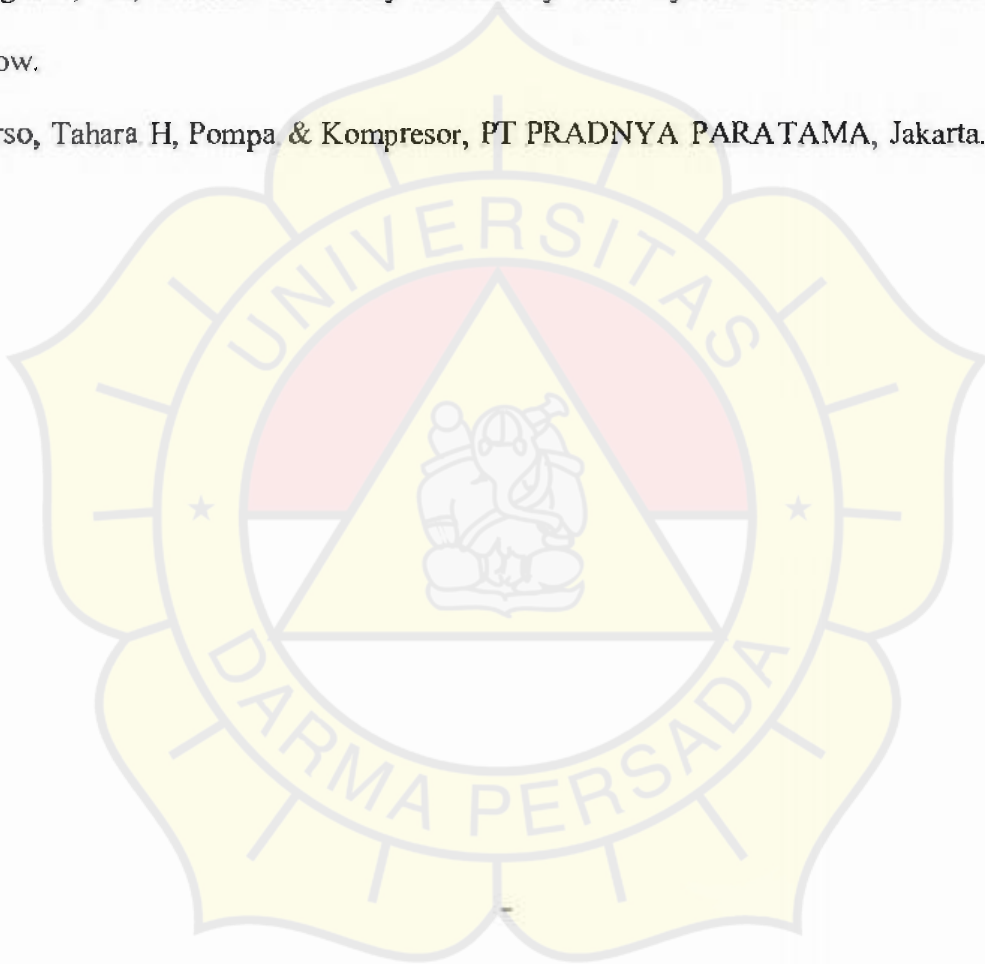 ow.
rso, Tahara H, Pompa & Kompresor, PT PRADNYA PARATAMA, Jakarta.
UNIVERSITAS
DARMA PERSADA